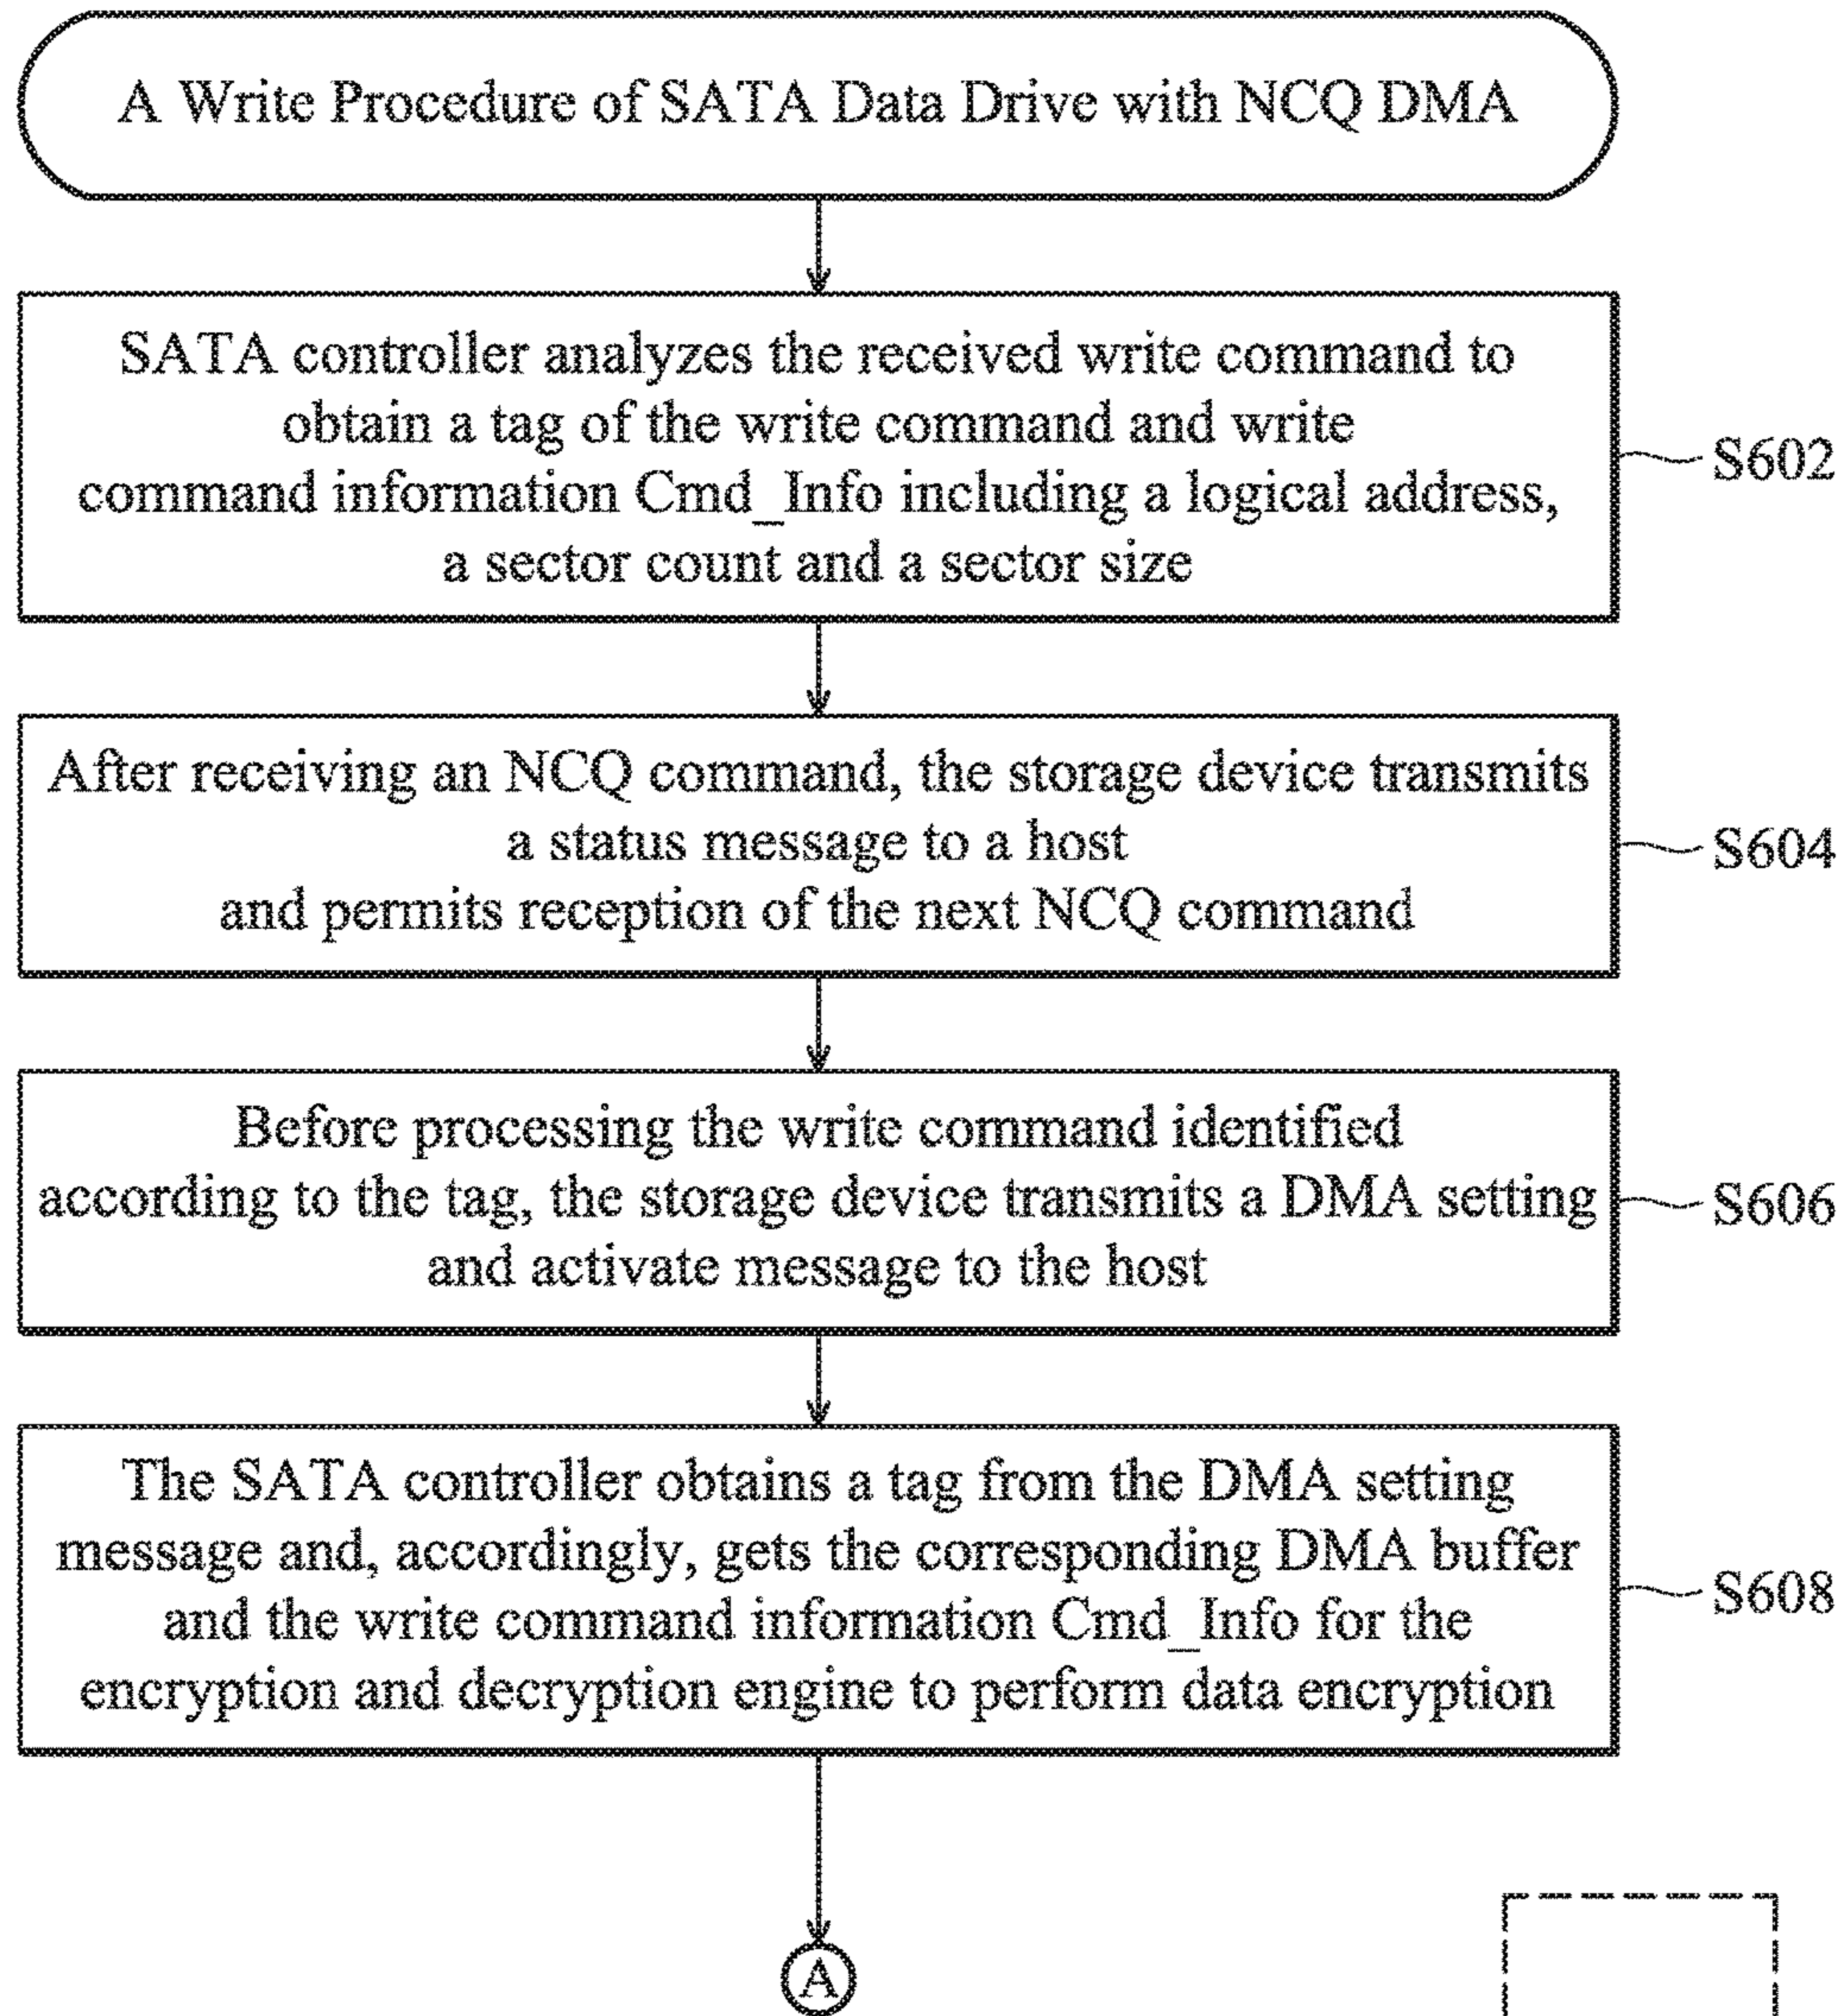 A Write Procedure of SATA Data Drive with NCQ DMA
SATA controller analyzes the received write command to
obtain a tag of the write command and write
command information Cmd_Info including a logical address,
a sector count and a sector size
S602
After receiving an NCQ command, the storage device transmits
a status message to a host
and permits reception of the next NCQ command
S604
Before processing the write command identified
according to the tag, the storage device transmits a DMA setting
and activate message to the host
S606
The SATA controller obtains a tag from the DMA setting
message and, accordingly, gets the corresponding DMA buffer
and the write command information Cmd_Info for the
encryption and decryption engine to perform data encryption
S608
A